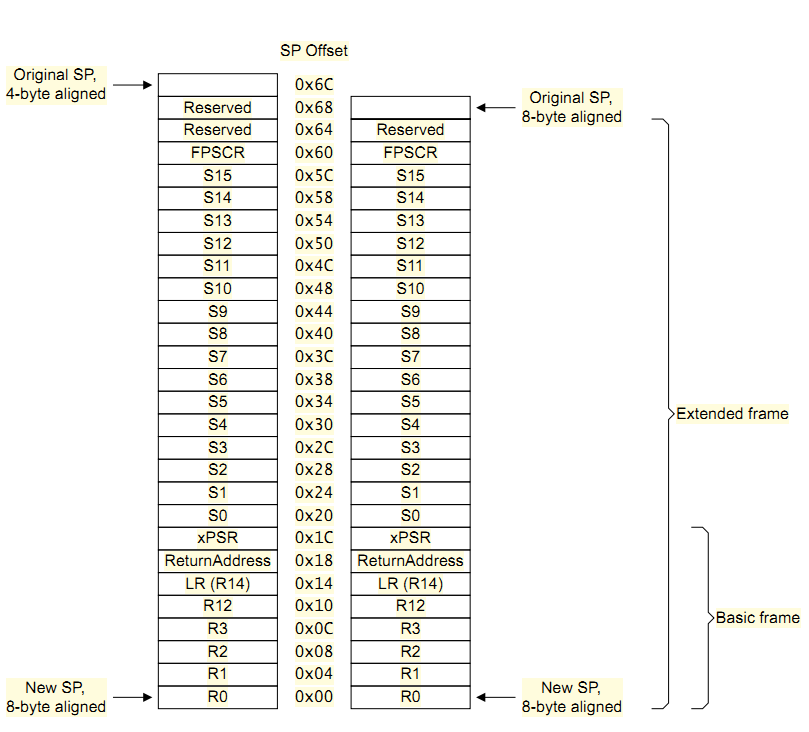 SP Offset
Original SP,
4-byte aligned
0x6C
Original SP,
8-byte aligned
Reserved 0x68
Reserved 0x64 Reserved
FPSCR 0x60 FPSCR
S15 0x5C S15
S14 0x58 S14
S13 0x54 S13
S12 0x50 S12
S11 0x4C S11
S10 0x48 S10
S9 0x44 S9
S8 0x40 S8
S7 0x3C S7
S6 0x38 S6
S5 0x34 S5
S4 0x30 S4
Extended frame
S3 0x2C S3
S2 0x28 S2
S1 0x24 S1
S0 0x20 S0
xPSR 0x1C xPSR
ReturnAddress 0x18 ReturnAddress
LR (R14) 0x14 LR (R14)
R12 0x10 R12
Basic frame
R3 0x0C R3
R2 0x08 R2
R1 0x04 R1
R0 0x00 R0
New SP,
8-byte aligned
New SP,
8-byte aligned